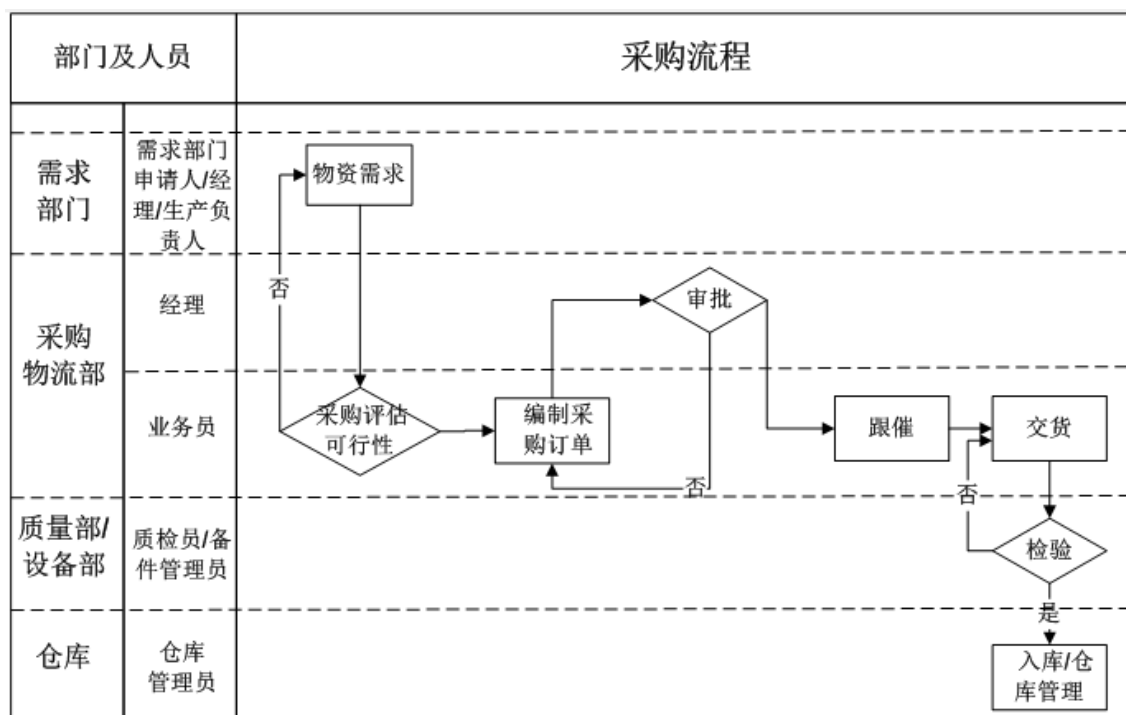 部门及人员
采购流程
需求
部门
需求部门
申请人/经
理/生产负
责人
物资需求
否
采购
物流部
经理
审批
业务员
采购评估
可行性
编制采
购订单
否
跟催
交货
否
质量部/
设备部
质检员/备
件管理员
检验
是
仓库
仓库
管理员
入库/仓
库管理